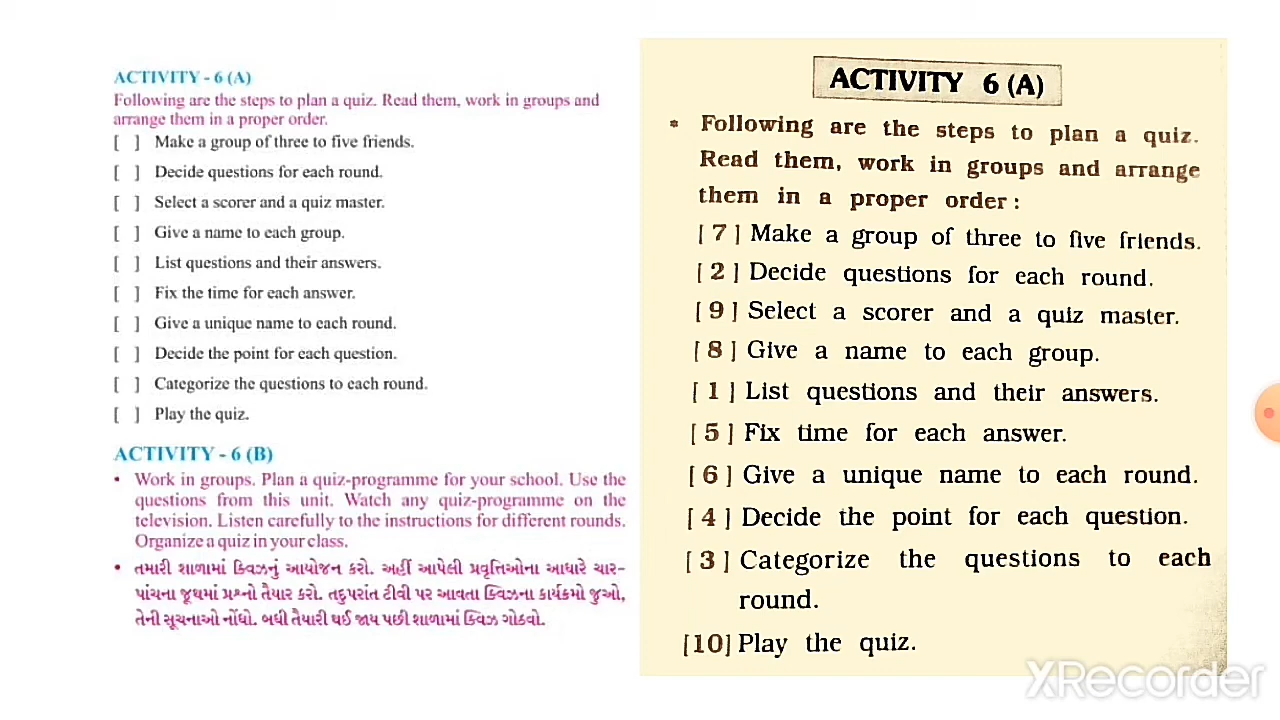 ACTIVITY - 6 (A)
Following are the steps to plan a quiz. Read them, work in groups and
arrange them in a proper order.
[ ] Make a group of three to five friends.
[ ] Decide questions for each round.
[ ] Select a scorer and a quiz master.
[ ] Give a name to each group.
[ ] List questions and their answers.
[ ] Fix the time for each answer.
[ ] Give a unique name to each round.
[ ] Decide the point for each question.
[ ] Categorize the questions to each round.
[ ] Play the quiz.
ACTIVITY - 6 (B)
• Work in groups. Plan a quiz-programme for your school. Use the
questions from this unit. Watch any quiz-programme on the
television. Listen carefully to the instructions for different rounds.
Organize a quiz in your class.
• તમારી શાળામાં ક્વિઝનું આયોજન કરો. અહીં આપેલી પ્રવૃત્તિઓના આધારે ચાર-
પાંચના જૂથમાં પ્રશ્નો તૈયાર કરો. તદુપરાંત ટીવી પર આવતા ક્વિઝના કાર્યક્રમો જુઓ,
તેની સૂચનાઓ નોંધો. બધી તૈયારી થઈ જાય પછી શાળામાં ક્વિઝ ગોઠવો.
ACTIVITY 6 (A)
* Following are the steps to plan a quiz.
Read them, work in groups and arrange
them in a proper order :
[ 7 ] Make a group of three to five friends.
[ 2 ] Decide questions for each round.
[ 9 ] Select a scorer and a quiz master.
[ 8 ] Give a name to each group.
[ 1 ] List questions and their answers.
[ 5 ] Fix time for each answer.
[ 6 ] Give a unique name to each round.
[ 4 ] Decide the point for each question.
[ 3 ] Categorize the questions to each
round.
[10] Play the quiz.
XRecorder